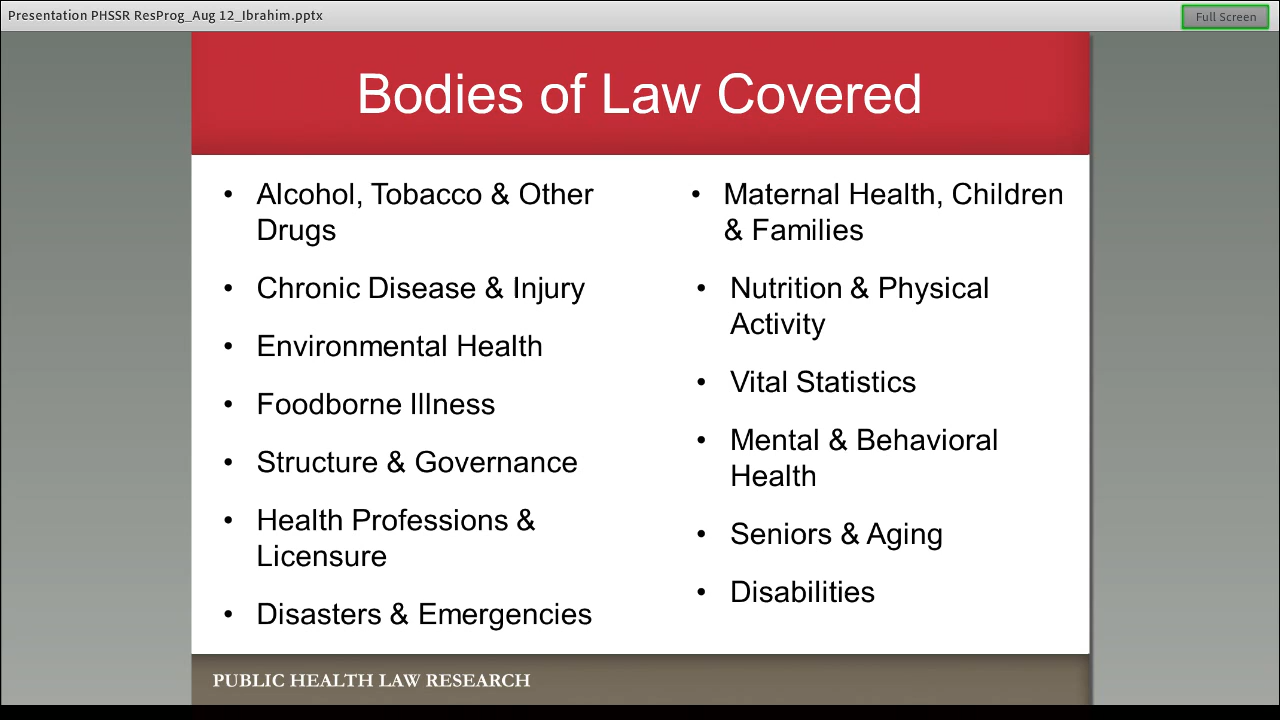 Presentation PHSSR ResProg_Aug 12_Ibrahim.pptx
Full Screen
Bodies of Law Covered
• Alcohol, Tobacco & Other
Drugs
• Chronic Disease & Injury
• Environmental Health
• Foodborne Illness
• Structure & Governance
• Health Professions &
Licensure
• Disasters & Emergencies
• Maternal Health, Children
& Families
• Nutrition & Physical
Activity
• Vital Statistics
• Mental & Behavioral
Health
• Seniors & Aging
• Disabilities
PUBLIC HEALTH LAW RESEARCH